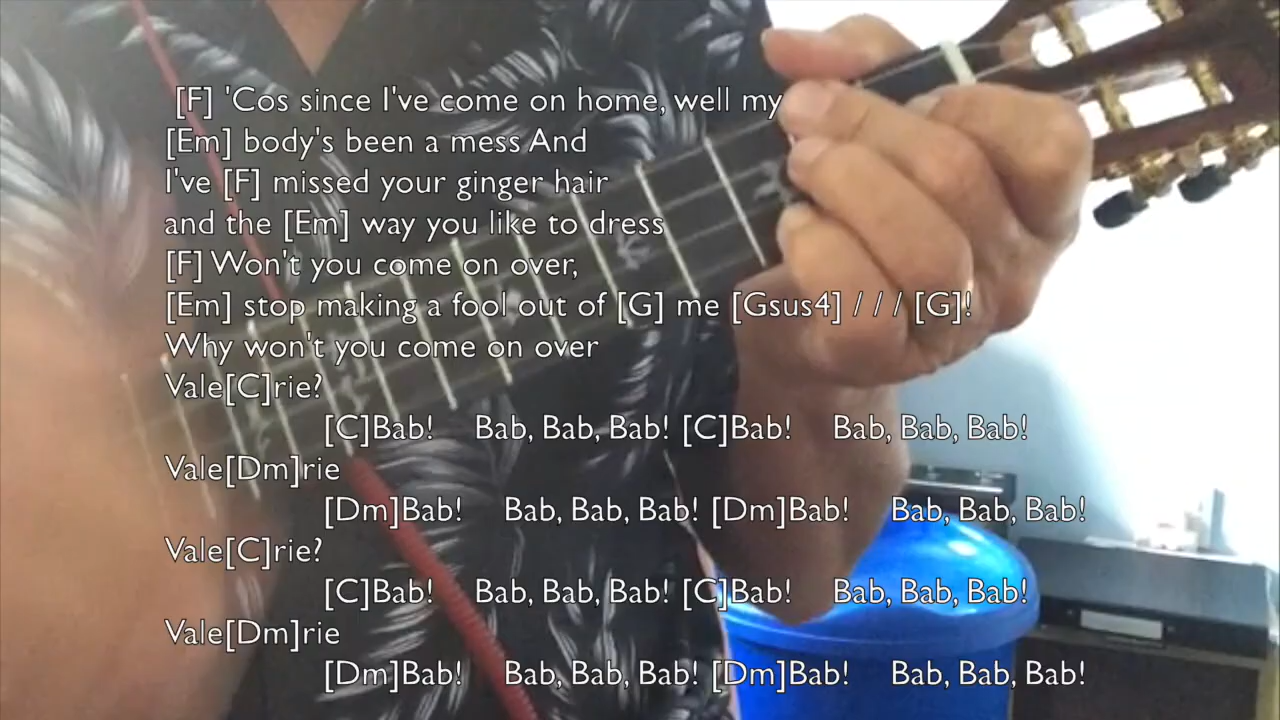 [F] 'Cos since I've come on home, well my
[Em] body's been a mess And
I've [F] missed your ginger hair
and the [Em] way you like to dress
[F] Won't you come on over,
[Em] stop making a fool out of [G] me [Gsus4] / / / [G]!
Why won't you come on over
Vale[C]rie?
[C]Bab! Bab, Bab, Bab! [C]Bab! Bab, Bab, Bab!
Vale[Dm]rie
[Dm]Bab! Bab, Bab, Bab! [Dm]Bab! Bab, Bab, Bab!
Vale[C]rie?
[C]Bab! Bab, Bab, Bab! [C]Bab! Bab, Bab, Bab!
Vale[Dm]rie
[Dm]Bab! Bab, Bab, Bab! [Dm]Bab! Bab, Bab, Bab!